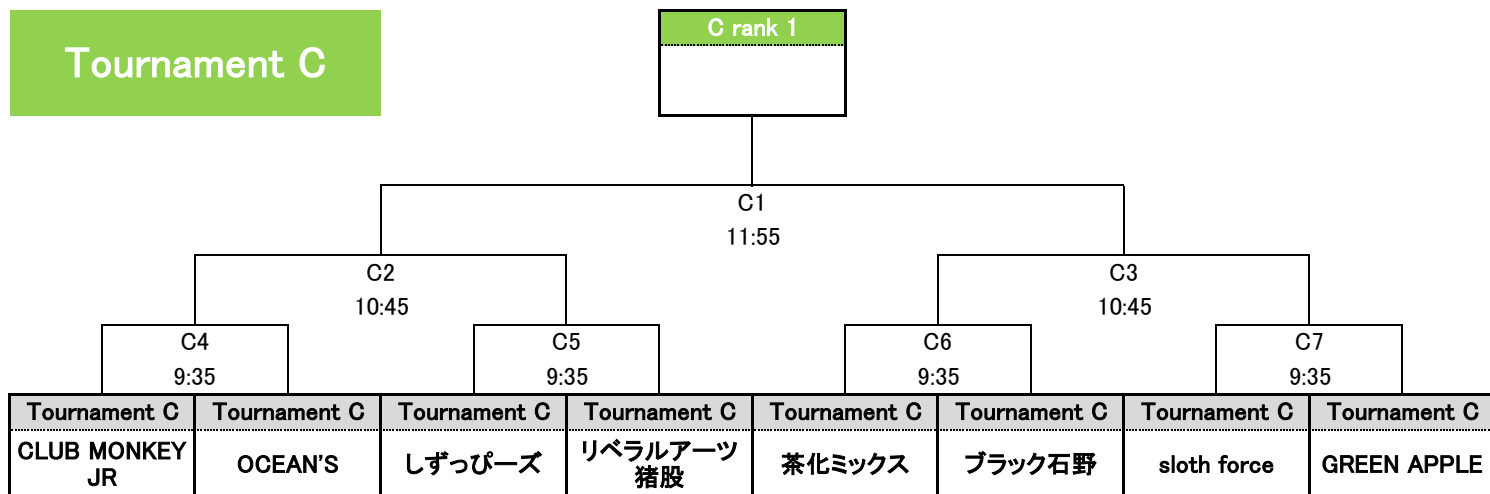 Tournament C
C rank 1
C1
11:55
C2
C3
10:45
10:45
C4
C5
C6
C7
9:35
9:35
9:35
9:35
Tournament C
Tournament C
Tournament C
Tournament C
Tournament C
Tournament C
Tournament C
Tournament C
CLUB MONKEY
JR
OCEAN'S
しずっぴーズ
リベラルアーツ
猪股
茶化ミックス
ブラック石野
sloth force
GREEN APPLE